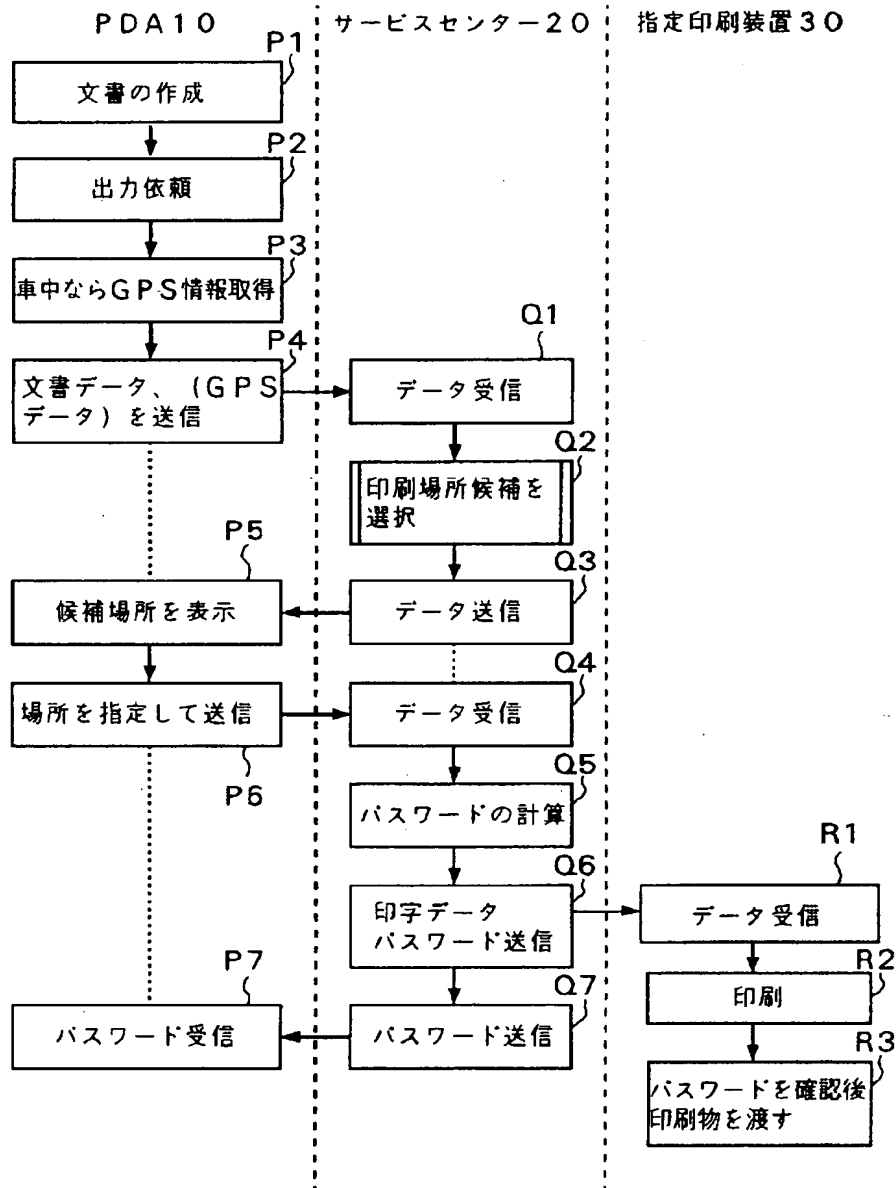 PDA10
サービスセンター20
指定印刷装置30
P1
文書の作成
P2
出力依頼
P3
車中ならGPS情報取得
P4
文書データ、(GPS
データ)を送信
Q1
データ受信
Q2
印刷場所候補を
選択
P5
候補場所を表示
Q3
データ送信
場所を指定して送信
P6
Q4
データ受信
Q5
パスワードの計算
Q6
印字データ
パスワード送信
R1
データ受信
R2
印刷
P7
パスワード受信
Q7
パスワード送信
R3
パスワードを確認後
印刷物を渡す